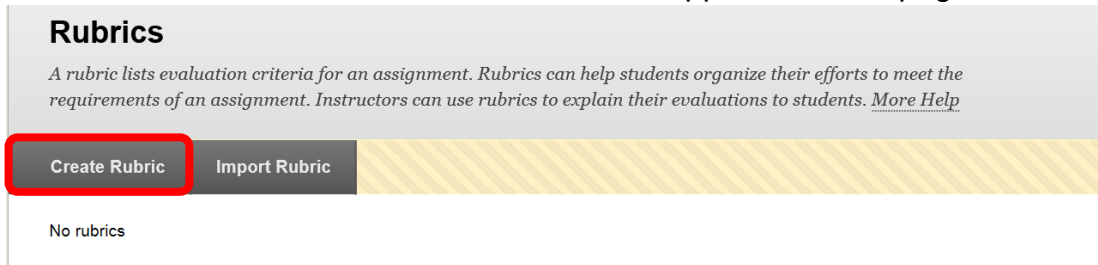 Rubrics
A rubric lists evaluation criteria for an assignment. Rubrics can help students organize their efforts to meet the
requirements of an assignment. Instructors can use rubrics to explain their evaluations to students. More Help
Create Rubric Import Rubric
No rubrics